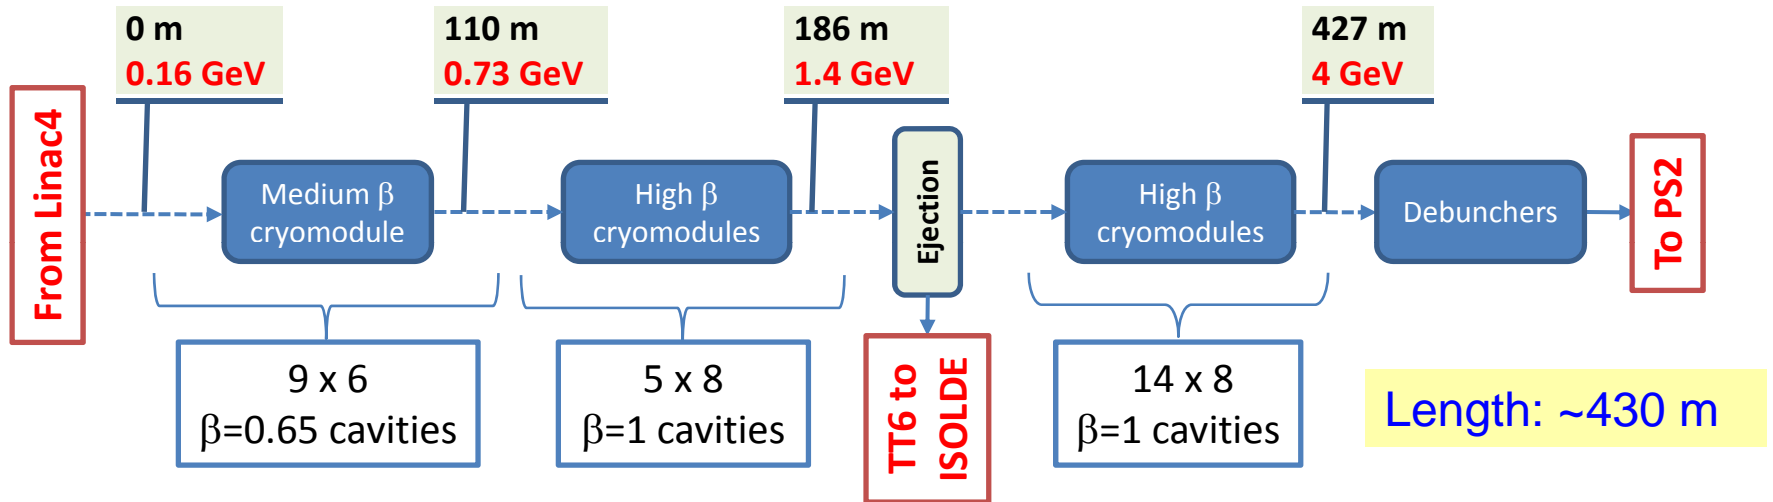 0 m
0.16 GeV
110 m
0.73 GeV
186 m
1.4 GeV
427 m
4 GeV
From Linac4
Medium β
cryomodule
High β
cryomodules
Ejection
High β
cryomodules
Debunchers
To PS2
9 x 6
β=0.65 cavities
5 x 8
β=1 cavities
TT6 to
ISOLDE
14 x 8
β=1 cavities
Length: ~430 m